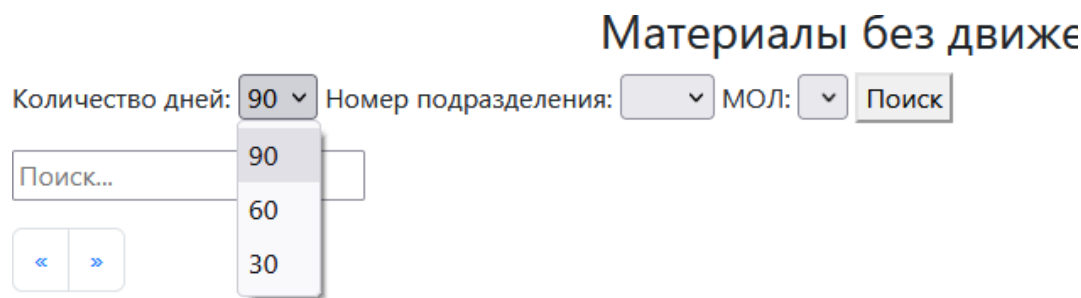 Материалы без движе
Количество дней: 90 Номер подразделения: МОЛ: Поиск
90
Поиск...
60
« »
30